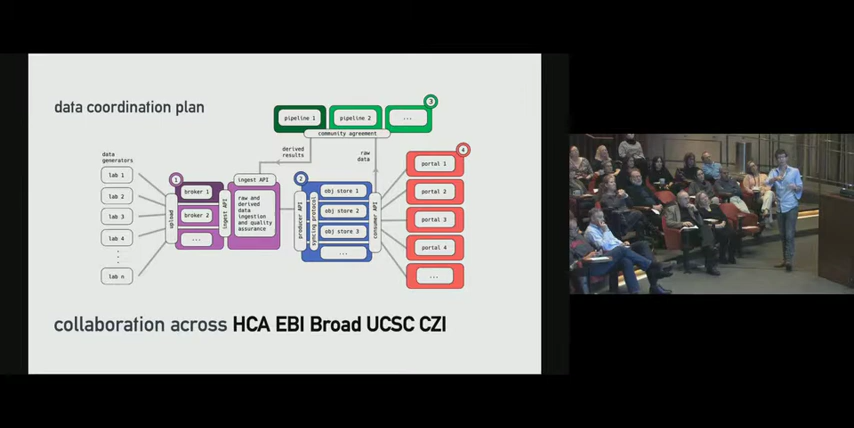 data coordination plan
data
generators
lab 1
lab 2
lab 3
lab 4
lab n
1
upload
broker 1
broker 2
...
ingest API
ingest API
raw and
derived
data
ingestion
and quality
assurance
derived
results
pipeline 1
pipeline 2
...
3
community agreement
raw
data
2
producer API
syncing protocol
obj store 1
obj store 2
obj store 3
...
consumer API
4
portal 1
portal 2
portal 3
portal 4
...
collaboration across HCA EBI Broad UCSC CZI